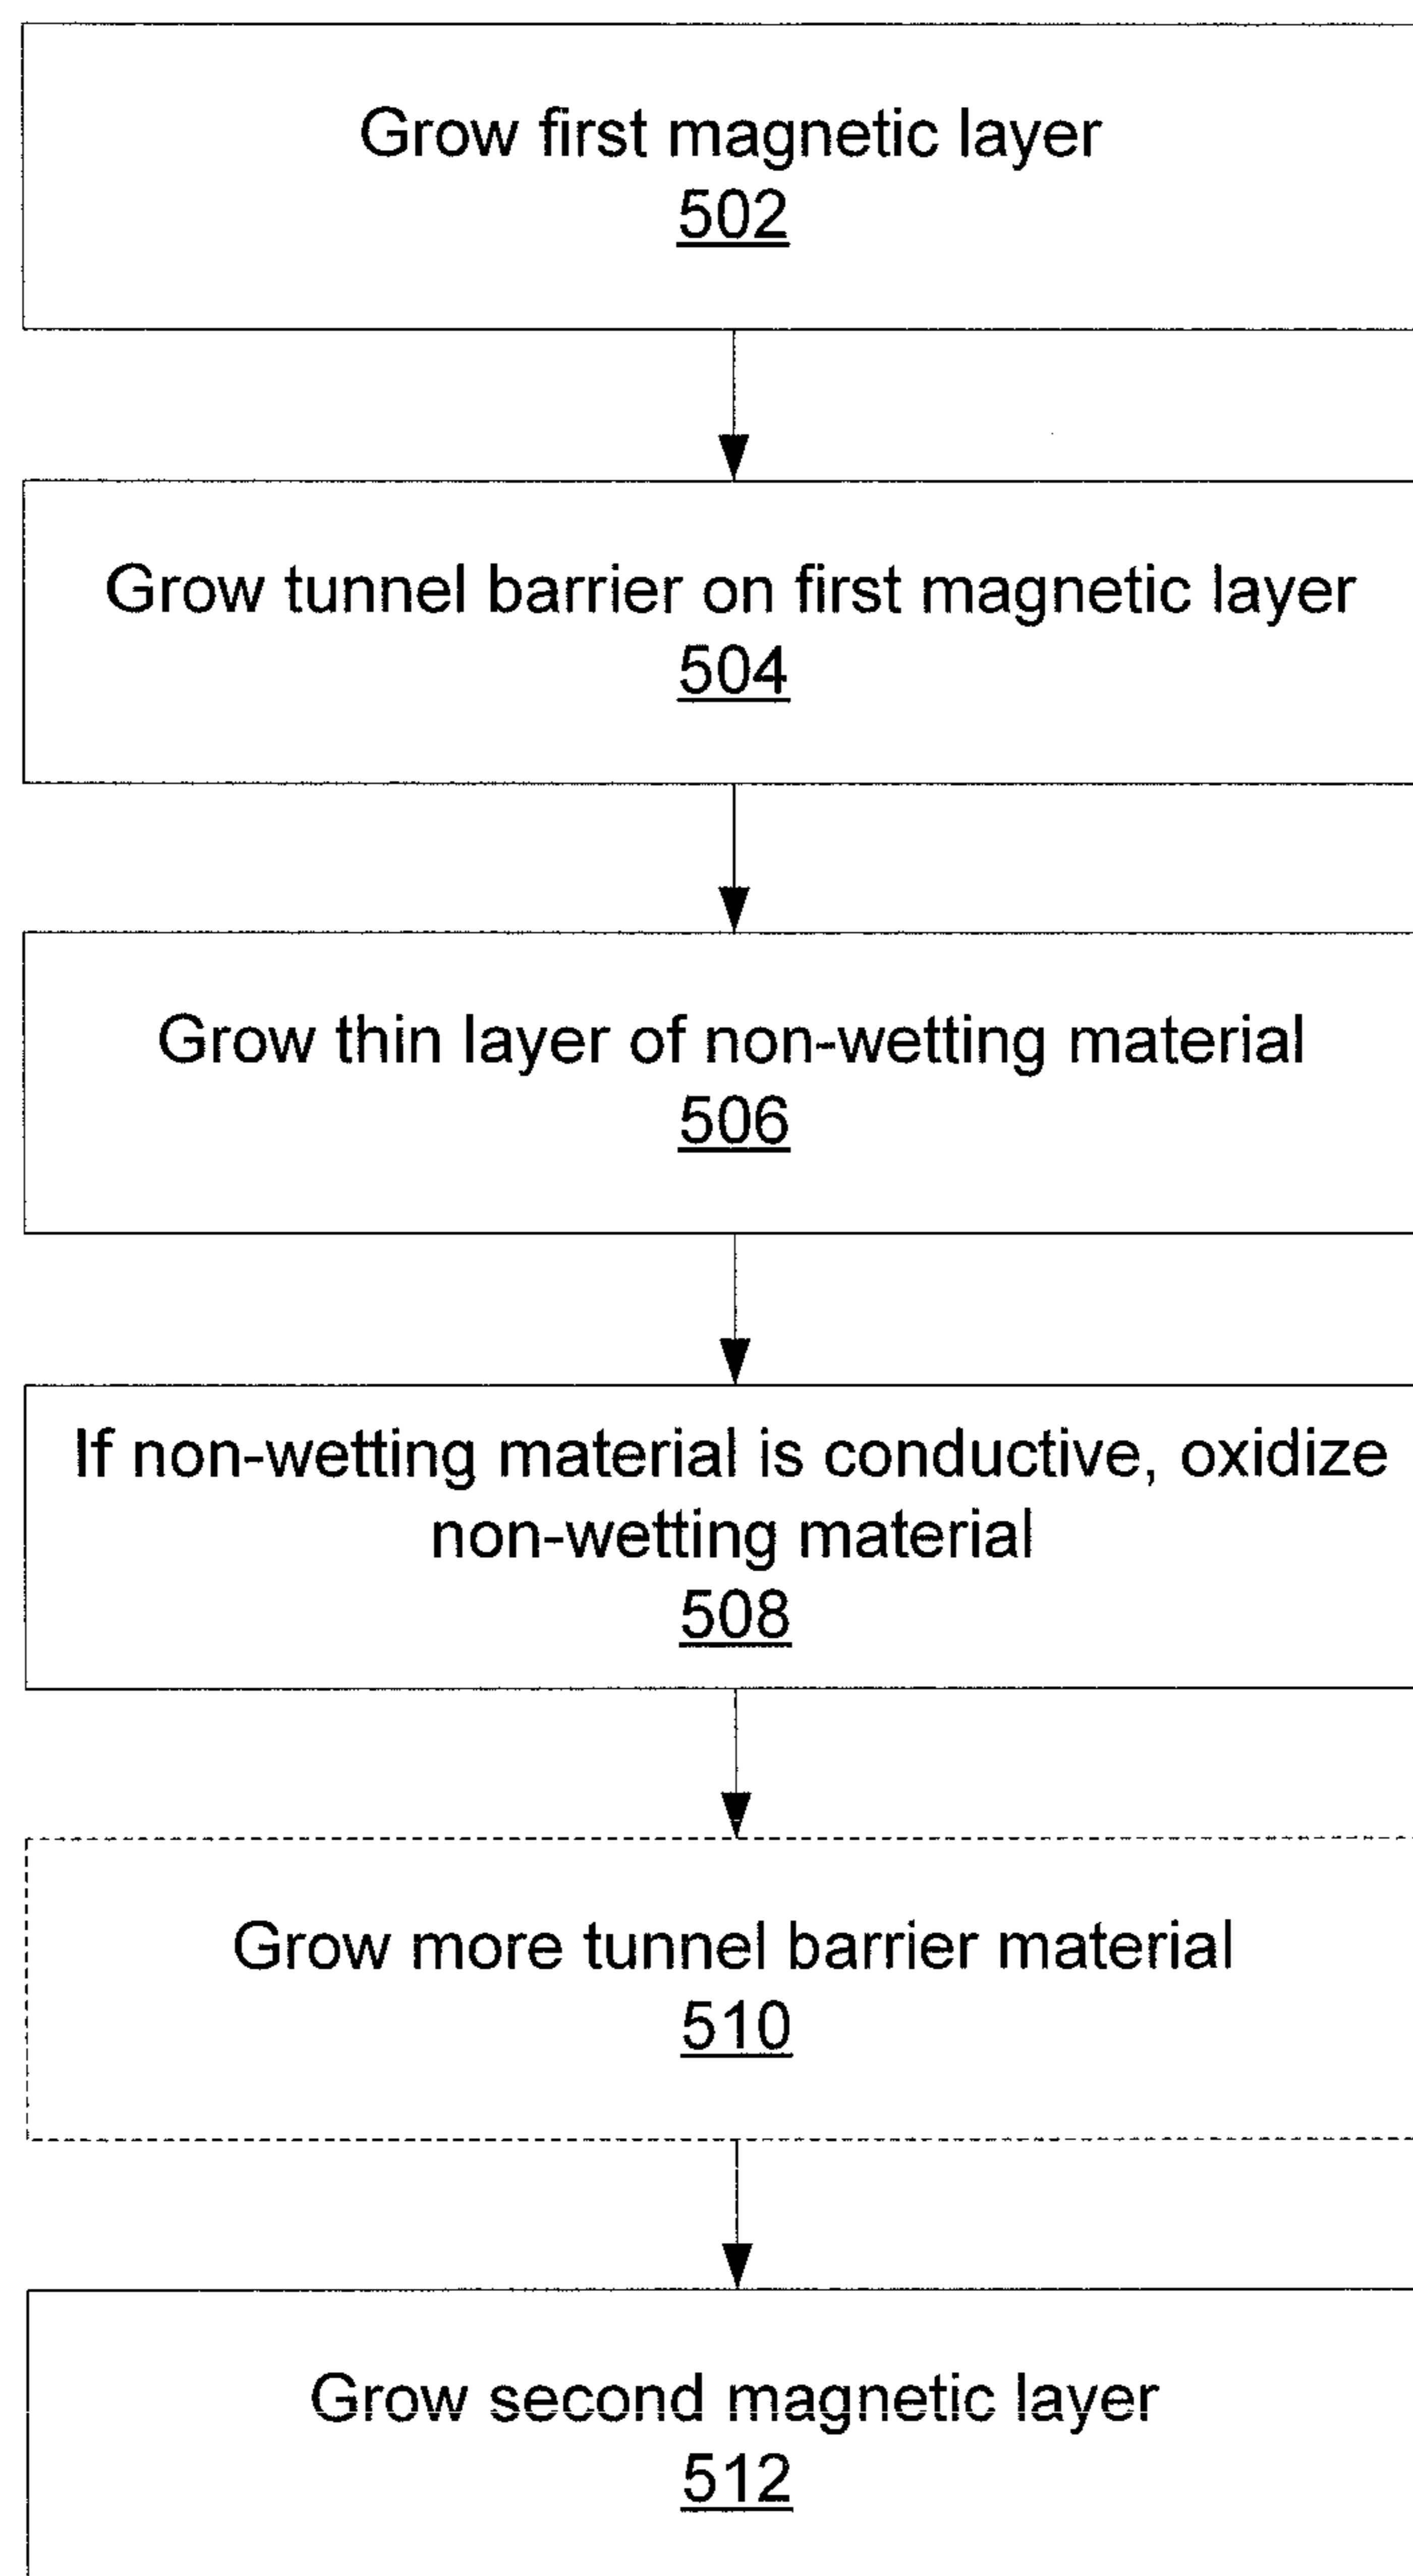 Grow first magnetic layer
502
Grow tunnel barrier on first magnetic layer
504
Grow thin layer of non-wetting material
506
If non-wetting material is conductive, oxidize
non-wetting material
508
Grow more tunnel barrier material
510
Grow second magnetic layer
512